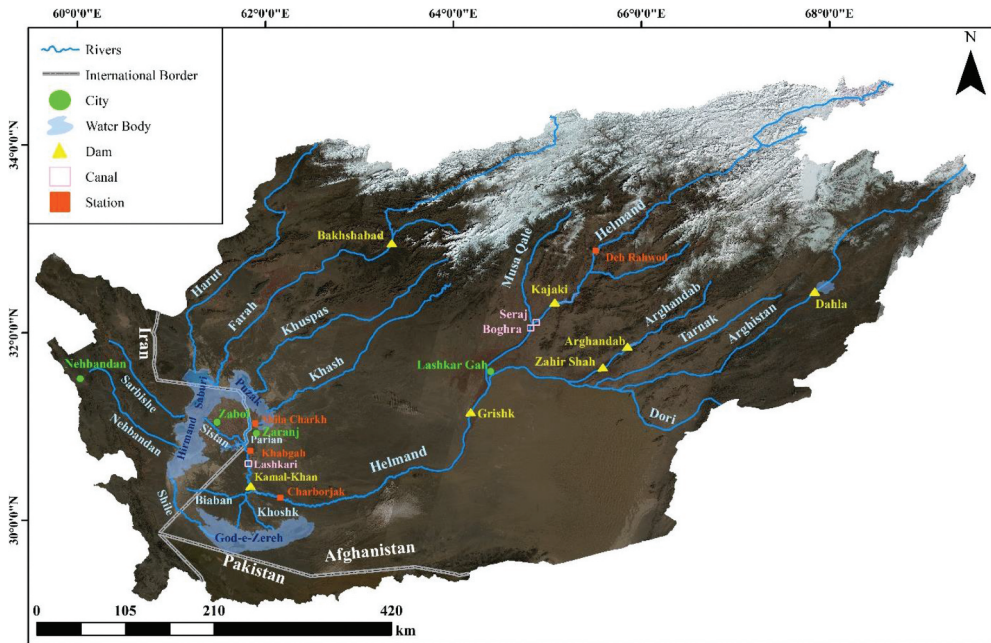 60°0'0"E
62°0'0"E
64°0'0"E
66°0'0"E
68°0'0"E
Rivers
International Border
City
Water Body
Dam
Canal
Station
N
34°0'0"N
32°0'0"N
30°0'0"N
Harut
Farah
Bakhshabad
Khuspas
Khash
Musa Qale
Helmand
Deh Rahwod
Kajaki
Seraj
Boghra
Arghandab
Arghandab
Tarnak
Arghistan
Dahla
Zahir Shah
Lashkar Gah
Grishk
Dori
Iran
Nehbandan
Sarbishe
Nehbandan
Hirmand
Saburi
Puzak
Zabol
Sistan
Charkh
Zaranj
Parian
Khabgah
Lashkari
Kamal-Khan
Charborjak
Helmand
Shile
Biaban
Khoshk
God-e-Zereh
Pakistan
Afghanistan
0
105
210
420
km